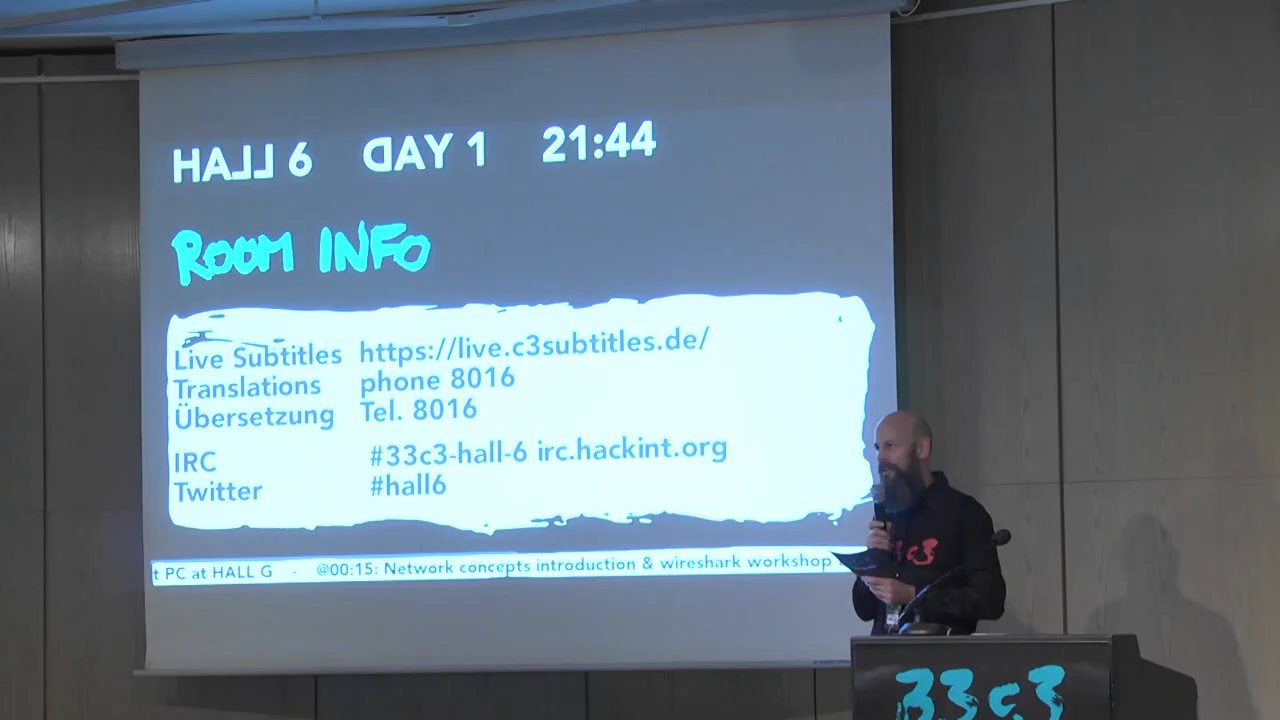 HALL 6 DAY 1 21:44
ROOM INFO
Live Subtitles https://live.c3subtitles.de/
Translations phone 8016
Übersetzung Tel. 8016
IRC #33c3-hall-6 irc.hackint.org
Twitter #hall6
t PC at HALL G - @00:15: Network concepts introduction & wireshark workshop
c3
33c3